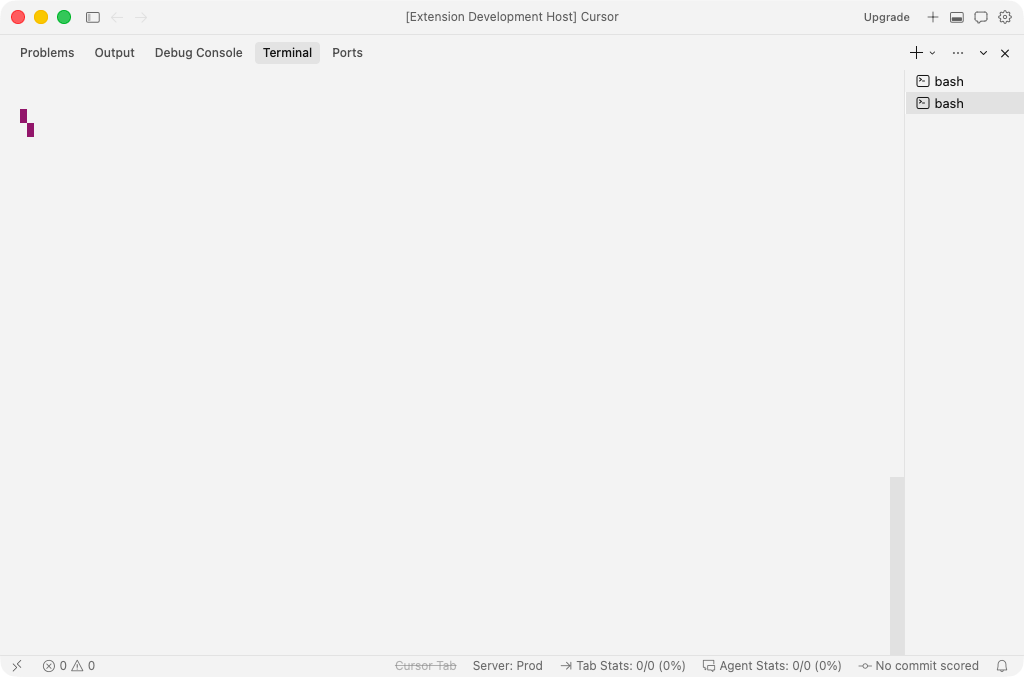 [Extension Development Host] Cursor
Upgrade
Problems
Output
Debug Console
Terminal
Ports
bash
bash
0
0
Cursor Tab
Server: Prod
Tab Stats: 0/0 (0%)
Agent Stats: 0/0 (0%)
No commit scored